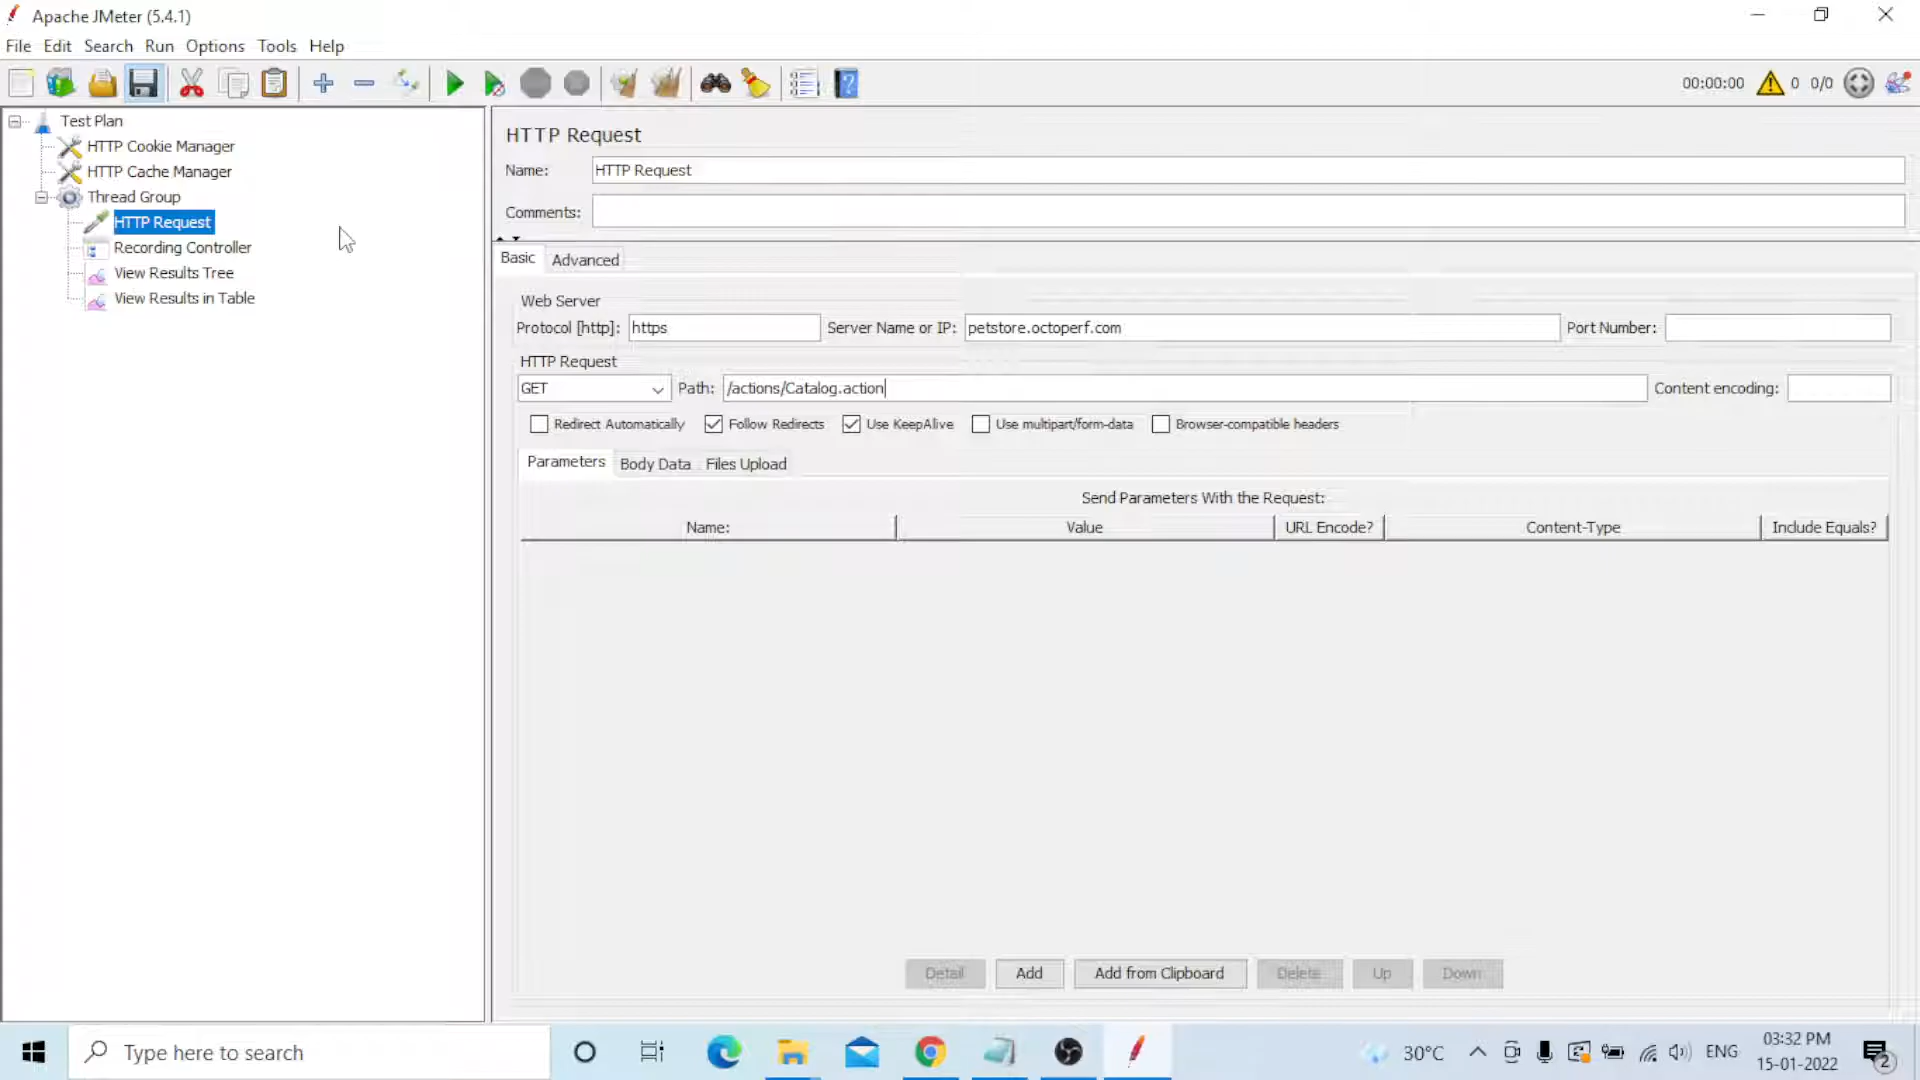 Apache JMeter (5.4.1)
File Edit Search Run Options Tools Help
00:00:00 0 0/0
Test Plan
HTTP Cookie Manager
HTTP Cache Manager
Thread Group
HTTP Request
Recording Controller
View Results Tree
View Results in Table
HTTP Request
Name: HTTP Request
Comments:
Basic Advanced
Web Server
Protocol [http]: https Server Name or IP: petstore.octoperf.com Port Number:
HTTP Request
GET Path: /actions/Catalog.action Content encoding:
Redirect Automatically Follow Redirects Use KeepAlive Use multipart/form-data Browser-compatible headers
Parameters Body Data Files Upload
Send Parameters With the Request:
Name: Value URL Encode? Content-Type Include Equals?
Detail Add Add from Clipboard Delete Up Down
Type here to search
30°C ENG
03:32 PM
15-01-2022
2